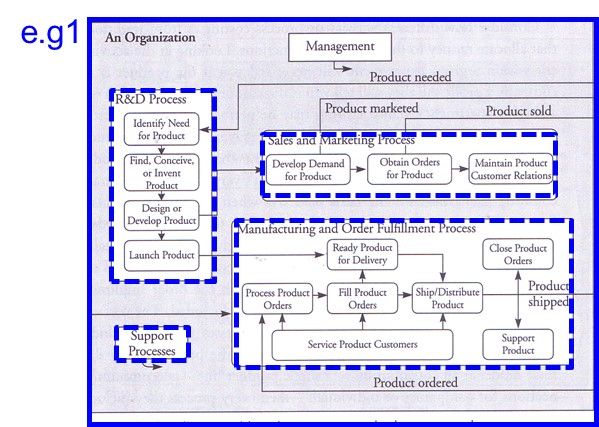 e.g1
An Organization
Management
Product needed
R&D Process
Product marketed
Product sold
Identify Need
for Product
Sales and Marketing Process
Find, Conceive,
or Invent
Product
Develop Demand
for Product
Obtain Orders
for Product
Maintain Product
Customer Relations
Design or
Develop Product
Launch Product
Manufacturing and Order Fulfillment Process
Ready Product
for Delivery
Close Product
Orders
Process Product
Orders
Fill Product
Orders
Ship/Distribute
Product
Product
shipped
Support
Processes
Service Product Customers
Support
Product
Product ordered